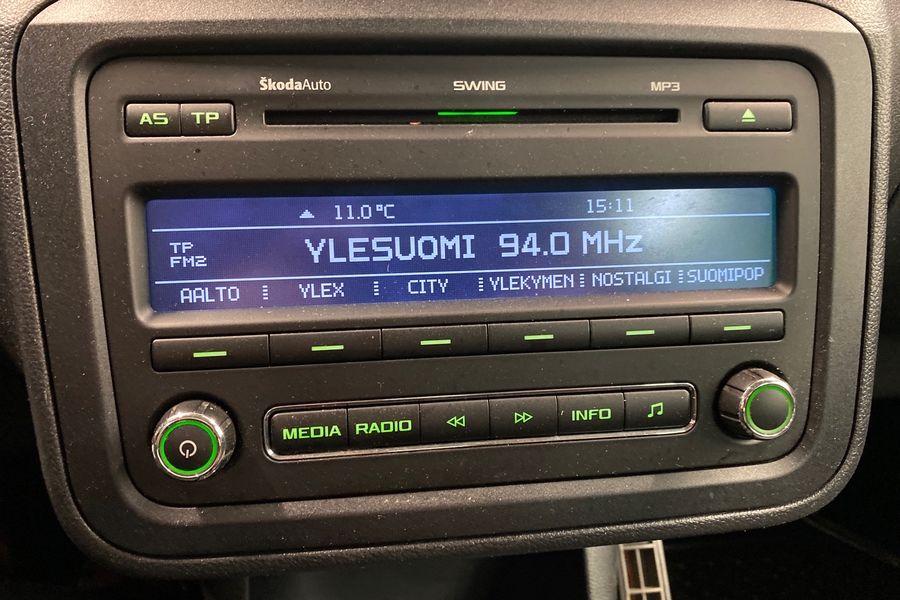 ŠkodaAuto SWING MP3
AS TP
11.0°C 15:11
TP
FM2
YLESUOMI 94.0 MHz
AALTO YLEX CITY YLEKYMEN NOSTALGI SUOMIPOP
MEDIA RADIO INFO